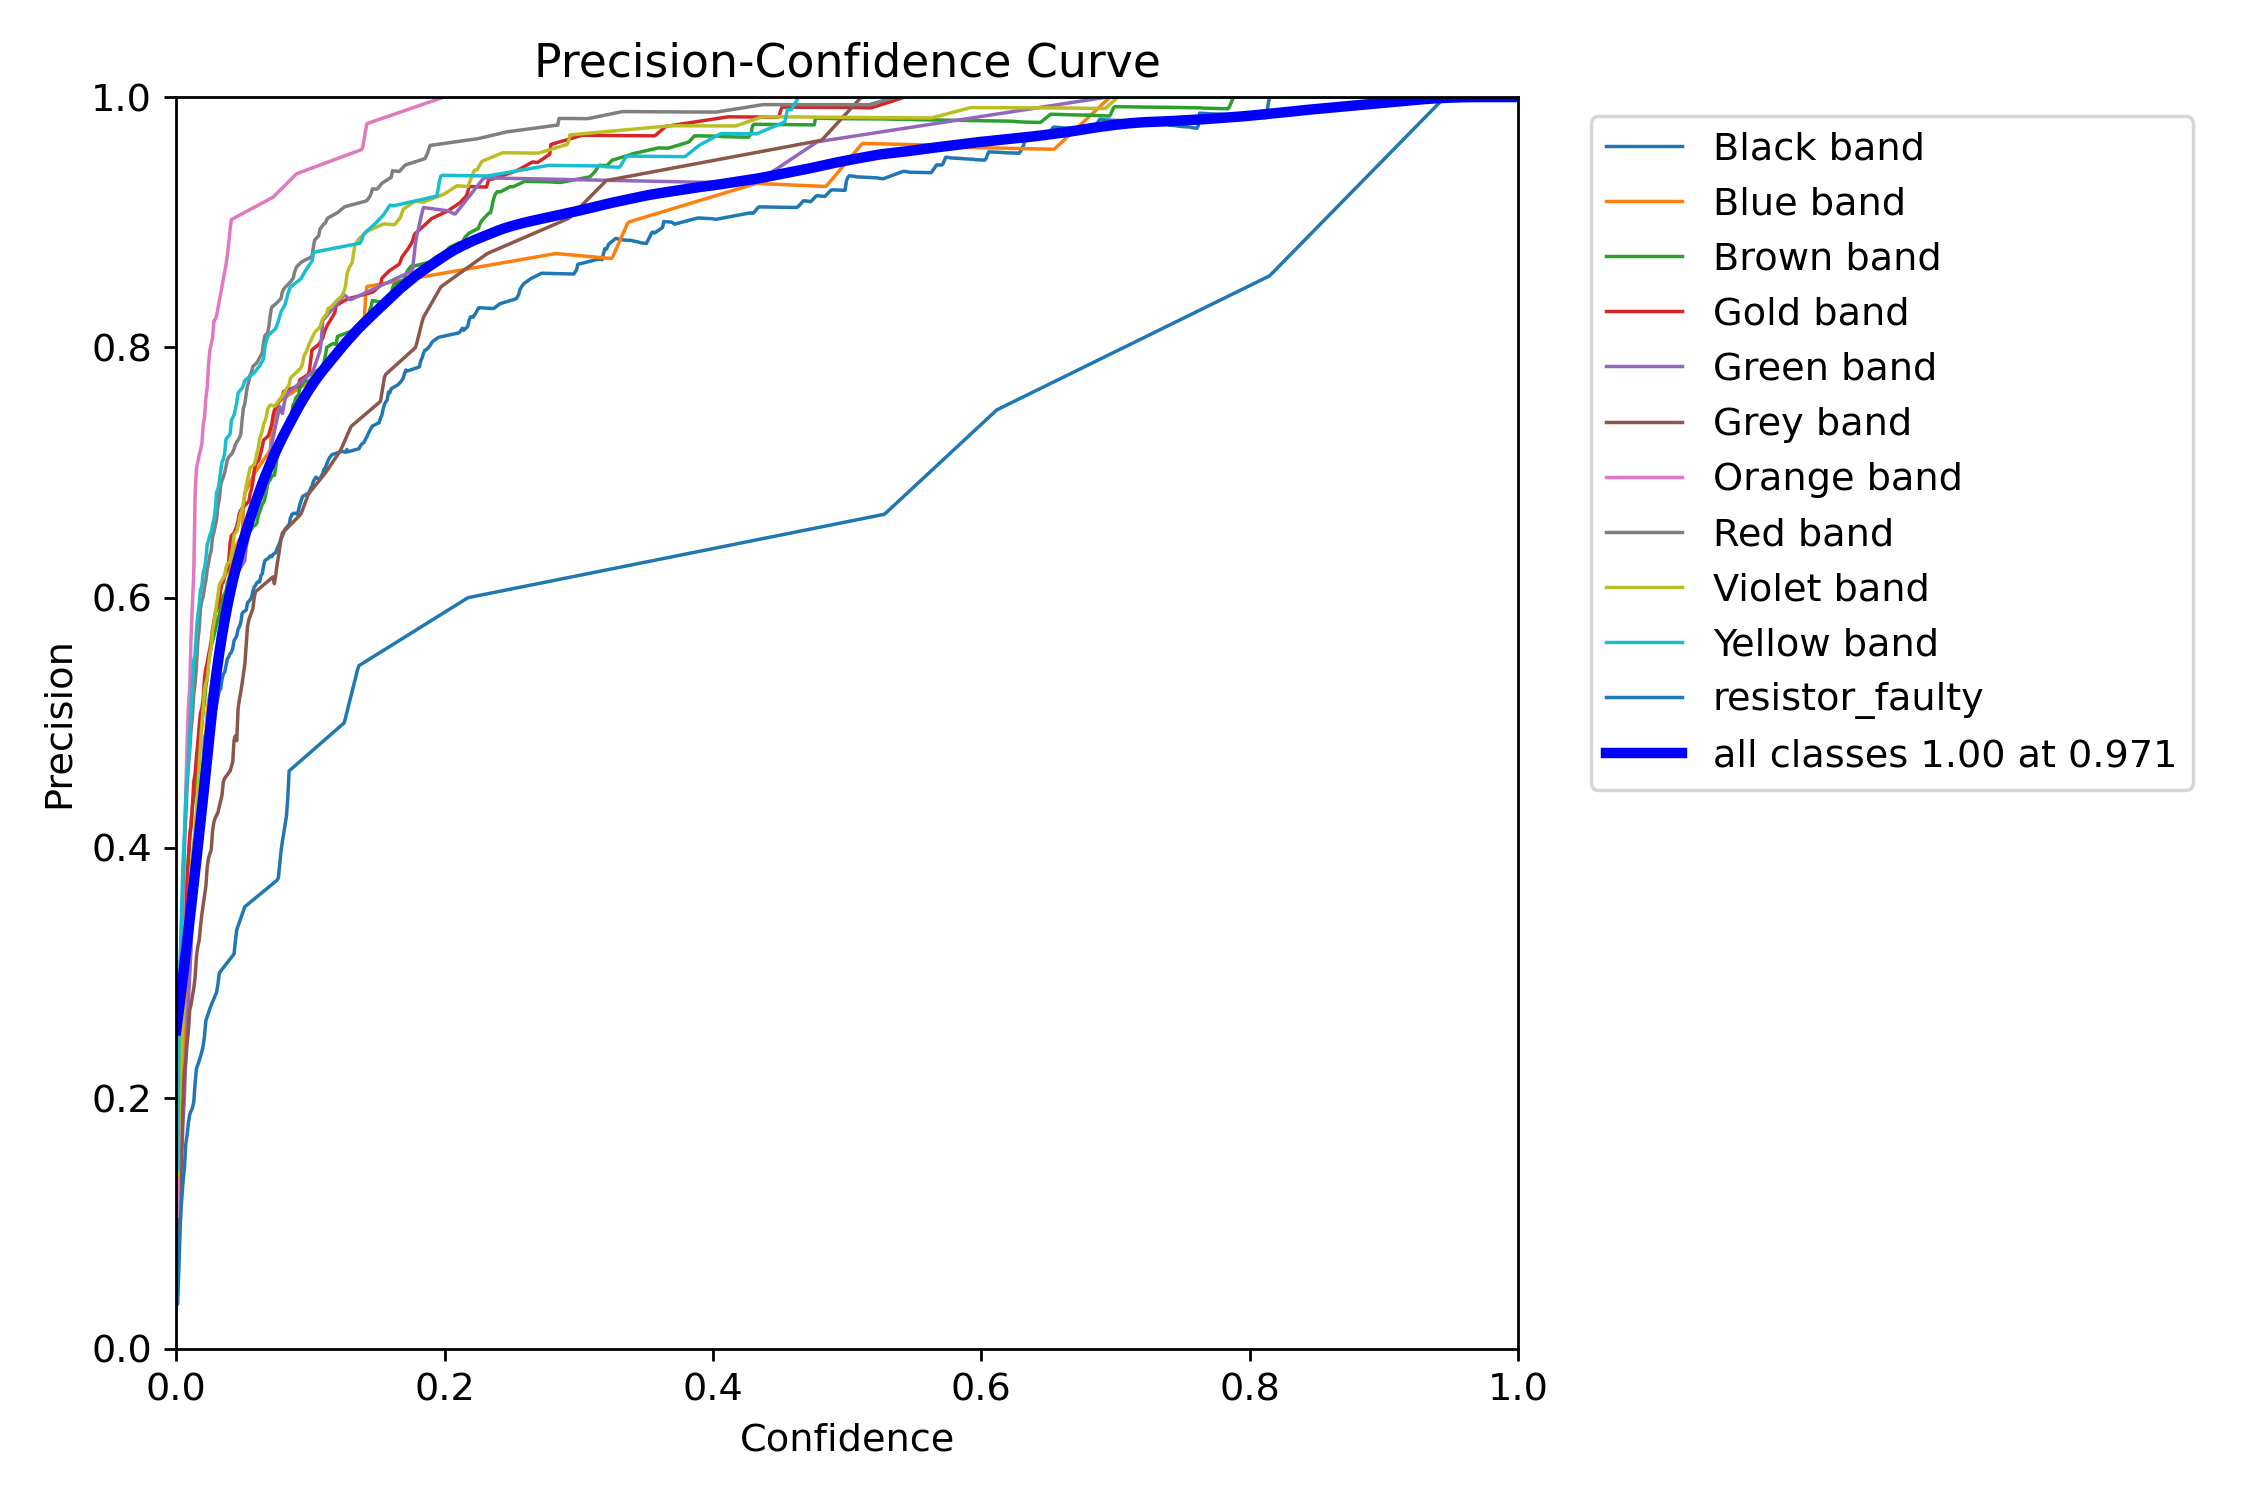 Precision-Confidence Curve
1.0
0.8
0.6
0.4
0.2
0.0
Precision
0.0 0.2 0.4 0.6 0.8 1.0
Confidence
Black band
Blue band
Brown band
Gold band
Green band
Grey band
Orange band
Red band
Violet band
Yellow band
resistor_faulty
all classes 1.00 at 0.971